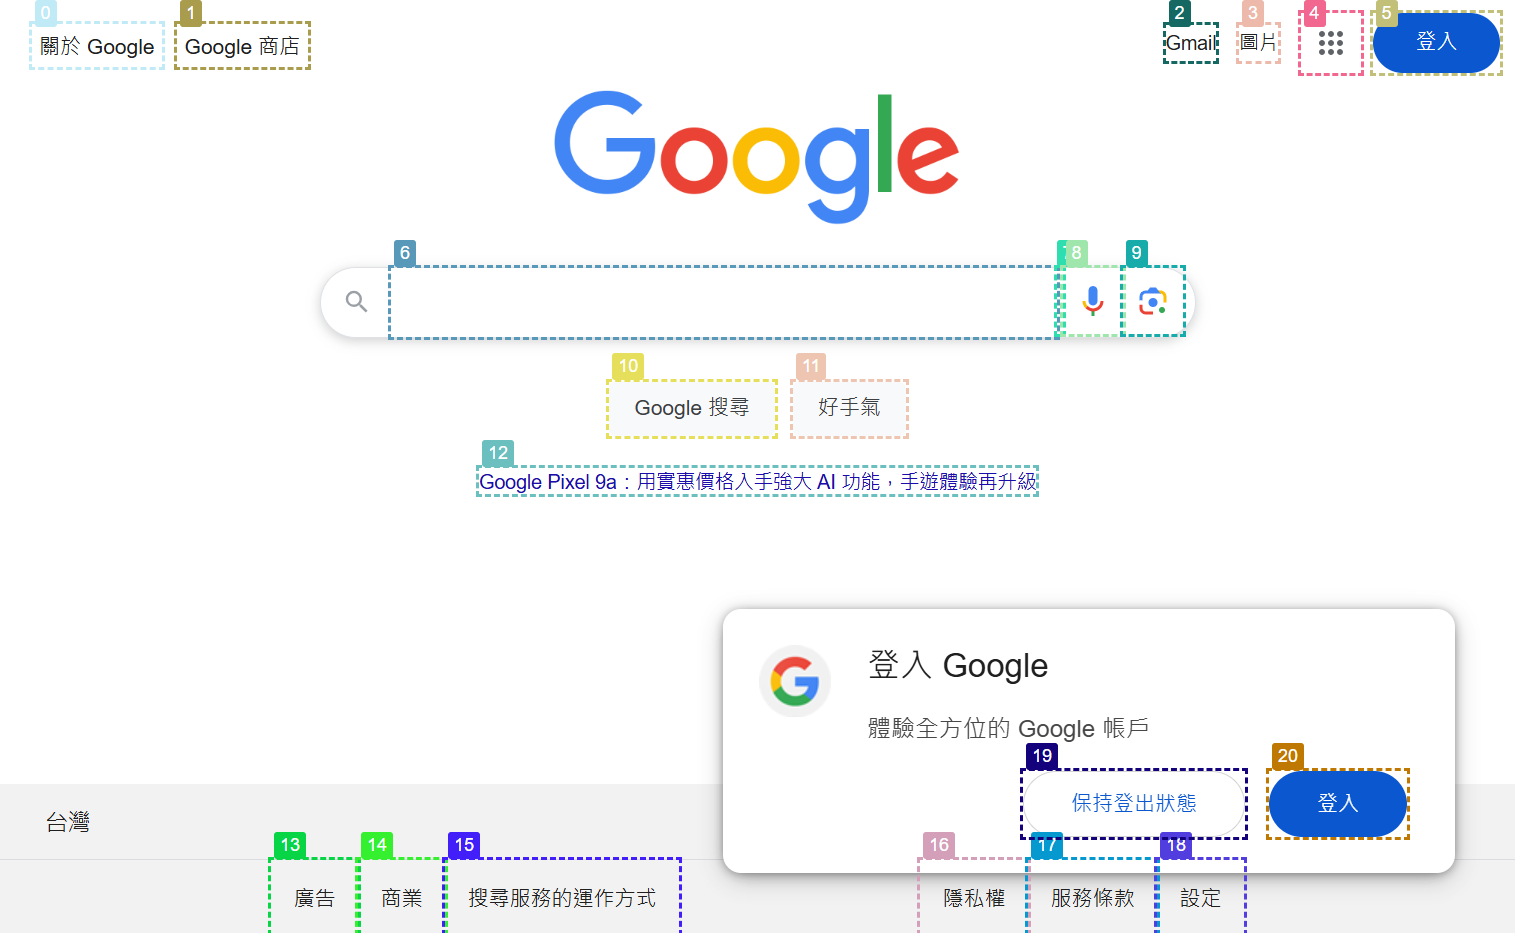 0
1
2
3
4
5
關於 Google
Google 商店
Gmail
圖片
登入
Google
6
8
9
10
11
Google 搜尋
好手氣
12
Google Pixel 9a：用實惠價格入手強大 AI 功能，手遊體驗再升級
登入 Google
體驗全方位的 Google 帳戶
19
20
保持登出狀態
登入
台灣
13
14
15
16
17
18
廣告
商業
搜尋服務的運作方式
隱私權
服務條款
設定